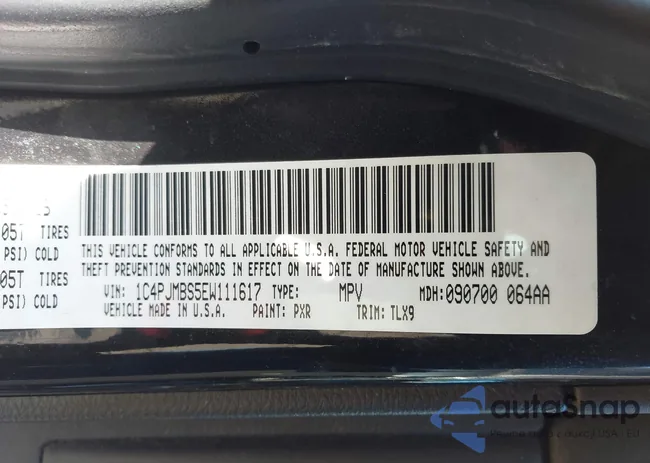 05T TIRES
PSI) COLD
05T TIRES
PSI) COLD
THIS VEHICLE CONFORMS TO ALL APPLICABLE U.S.A. FEDERAL MOTOR VEHICLE SAFETY AND
THEFT PREVENTION STANDARDS IN EFFECT ON THE DATE OF MANUFACTURE SHOWN ABOVE.
VIN: 1C4PJMBS5EW111617 TYPE: MPV MDH: 090700 064AA
VEHICLE MADE IN U.S.A. PAINT: PXR TRIM: TLX9
autoSnap